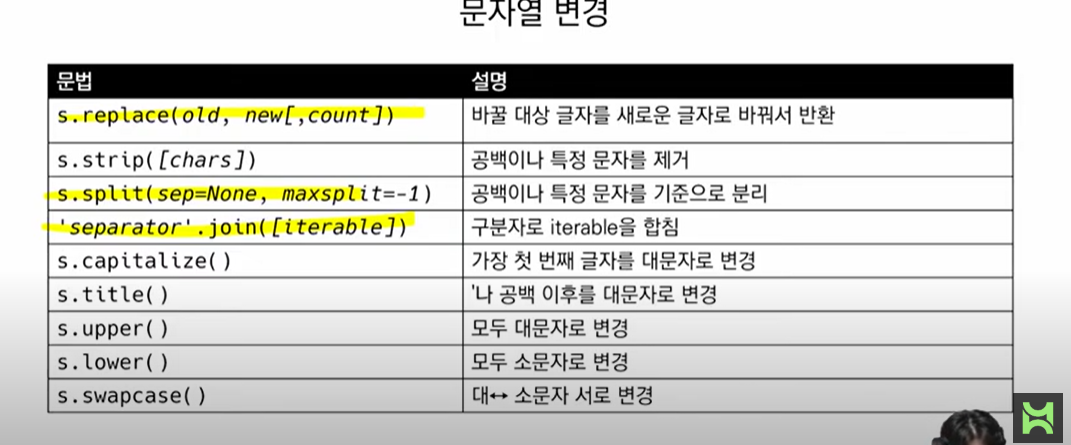 문자열 변경
문법 설명
s.replace(old, new[,count]) 바꿀 대상 글자를 새로운 글자로 바꿔서 반환
s.strip([chars]) 공백이나 특정 문자를 제거
s.split(sep=None, maxsplit=-1) 공백이나 특정 문자를 기준으로 분리
'separator'.join([iterable]) 구분자로 iterable을 합침
s.capitalize() 가장 첫 번째 글자를 대문자로 변경
s.title() '나 공백 이후를 대문자로 변경
s.upper() 모두 대문자로 변경
s.lower() 모두 소문자로 변경
s.swapcase() 대↔ 소문자 서로 변경